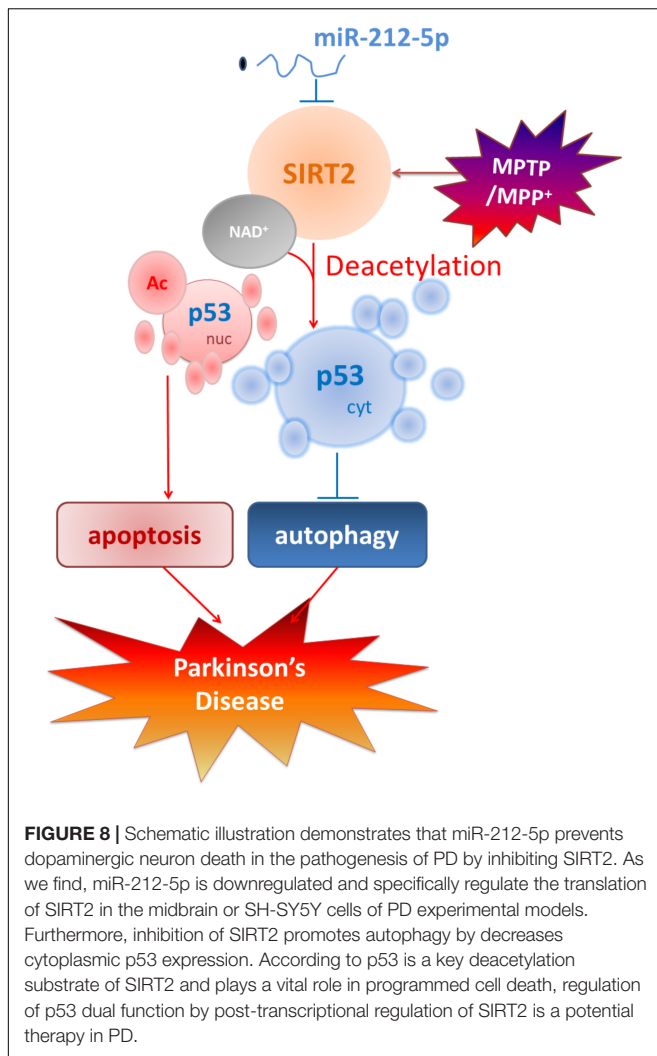 miR-212-5p
SIRT2
MPTP
/MPP+
NAD+
Deacetylation
Ac
p53
nuc
p53
cyt
apoptosis
autophagy
Parkinson's
Disease
FIGURE 8 | Schematic illustration demonstrates that miR-212-5p prevents
dopaminergic neuron death in the pathogenesis of PD by inhibiting SIRT2. As
we find, miR-212-5p is downregulated and specifically regulate the translation
of SIRT2 in the midbrain or SH-SY5Y cells of PD experimental models.
Furthermore, inhibition of SIRT2 promotes autophagy by decreases
cytoplasmic p53 expression. According to p53 is a key deacetylation
substrate of SIRT2 and plays a vital role in programmed cell death, regulation
of p53 dual function by post-transcriptional regulation of SIRT2 is a potential
therapy in PD.